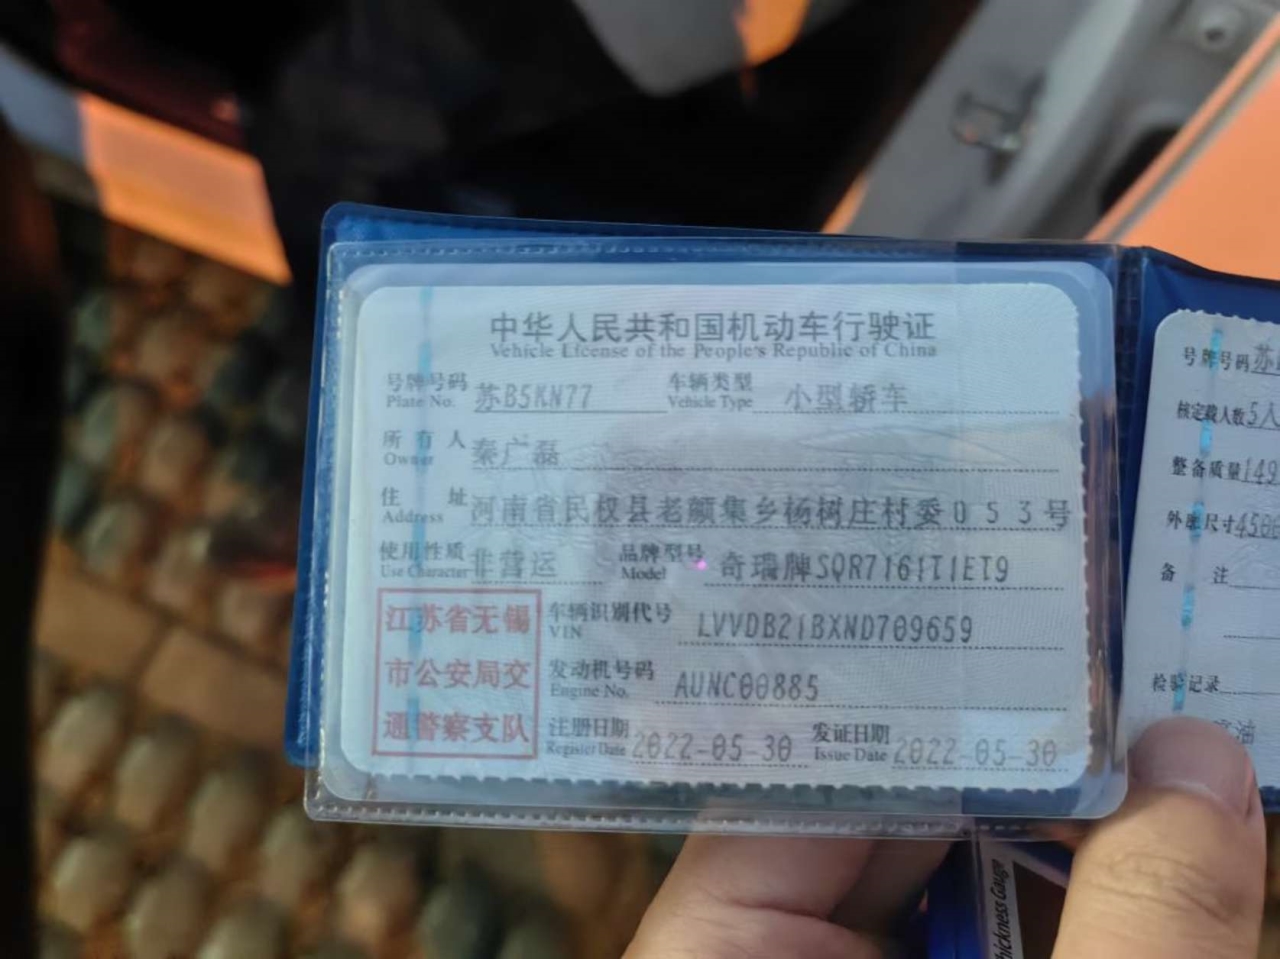 中华人民共和国机动车行驶证
Vehicle License of the People's Republic of China
号牌号码 Plate No. 苏B5KN77 车辆类型 Vehicle Type 小型轿车
所有人 Owner 秦广磊
住址 Address 河南省民权县老颜集乡杨树庄村委053号
使用性质 Use Character 非营运 品牌型号 Model 奇瑞牌SQR7161T1ET9
江苏省无锡
市公安局交
通警察支队
车辆识别代号 VIN LVVDB21BXND709659
发动机号码 Engine No. AUNC00885
注册日期 Register Date 2022-05-30 发证日期 Issue Date 2022-05-30
号牌号码 苏
核定载人数 5人
整备质量 149
外廓尺寸 450
备注
检验记录
hickness Gauge